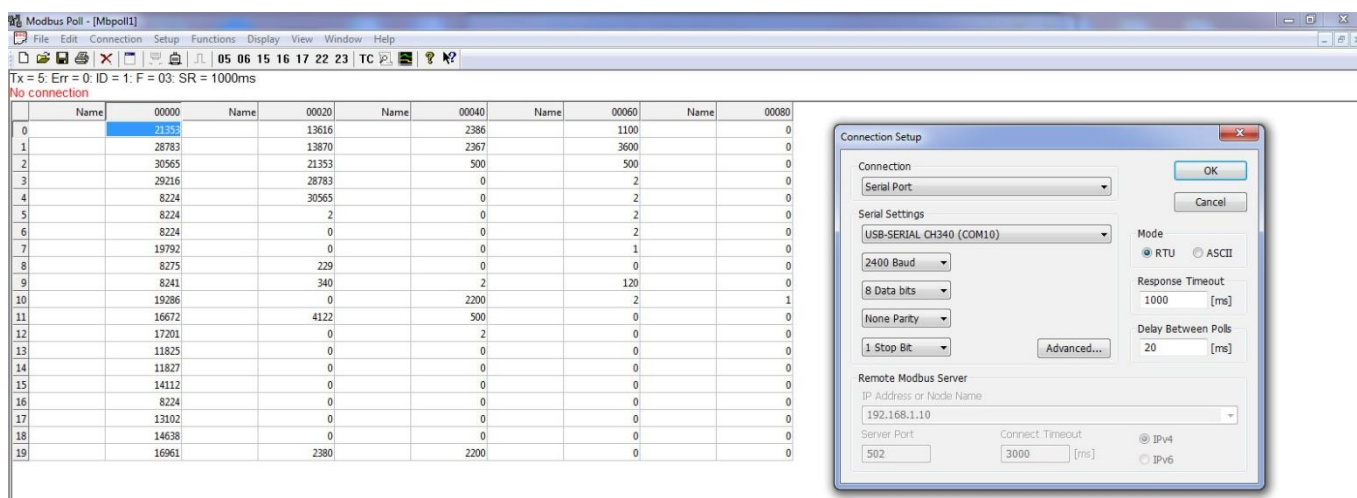 Modbus Poll - [Mbpoll1]
File Edit Connection Setup Functions Display View Window Help
05 06 15 16 17 22 23 TC
Tx = 5: Err = 0: ID = 1: F = 03: SR = 1000ms
No connection
Name 00000 Name 00020 Name 00040 Name 00060 Name 00080
0 21353 13616 2386 1100 0
1 28783 13870 2367 3600 0
2 30565 21353 500 500 0
3 29216 28783 0 2 0
4 8224 30565 0 2 0
5 8224 2 0 2 0
6 8224 0 0 2 0
7 19792 0 0 1 0
8 8275 229 0 0 0
9 8241 340 2 120 0
10 19286 0 2200 2 1
11 16672 4122 500 0 0
12 17201 0 2 0 0
13 11825 0 0 0 0
14 11827 0 0 0 0
15 14112 0 0 0 0
16 8224 0 0 0 0
17 13102 0 0 0 0
18 14638 0 0 0 0
19 16961 2380 2200 0 0
Connection Setup
Connection
Serial Port
OK
Cancel
Serial Settings
USB-SERIAL CH340 (COM10)
2400 Baud
8 Data bits
None Parity
1 Stop Bit
Advanced...
Mode
RTU ASCII
Response Timeout
1000 [ms]
Delay Between Polls
20 [ms]
Remote Modbus Server
IP Address or Node Name
192.168.1.10
Server Port Connect Timeout
502 3000 [ms]
IPv4
IPv6